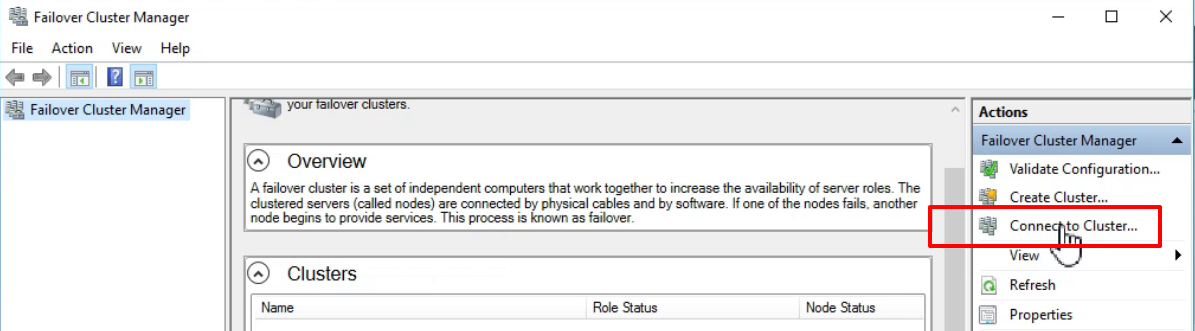 Failover Cluster Manager
File Action View Help
Failover Cluster Manager
your failover clusters.
Overview
A failover cluster is a set of independent computers that work together to increase the availability of server roles. The
clustered servers (called nodes) are connected by physical cables and by software. If one of the nodes fails, another
node begins to provide services. This process is known as failover.
Clusters
Name Role Status Node Status
Actions
Failover Cluster Manager
Validate Configuration...
Create Cluster...
Connect to Cluster...
View
Refresh
Properties